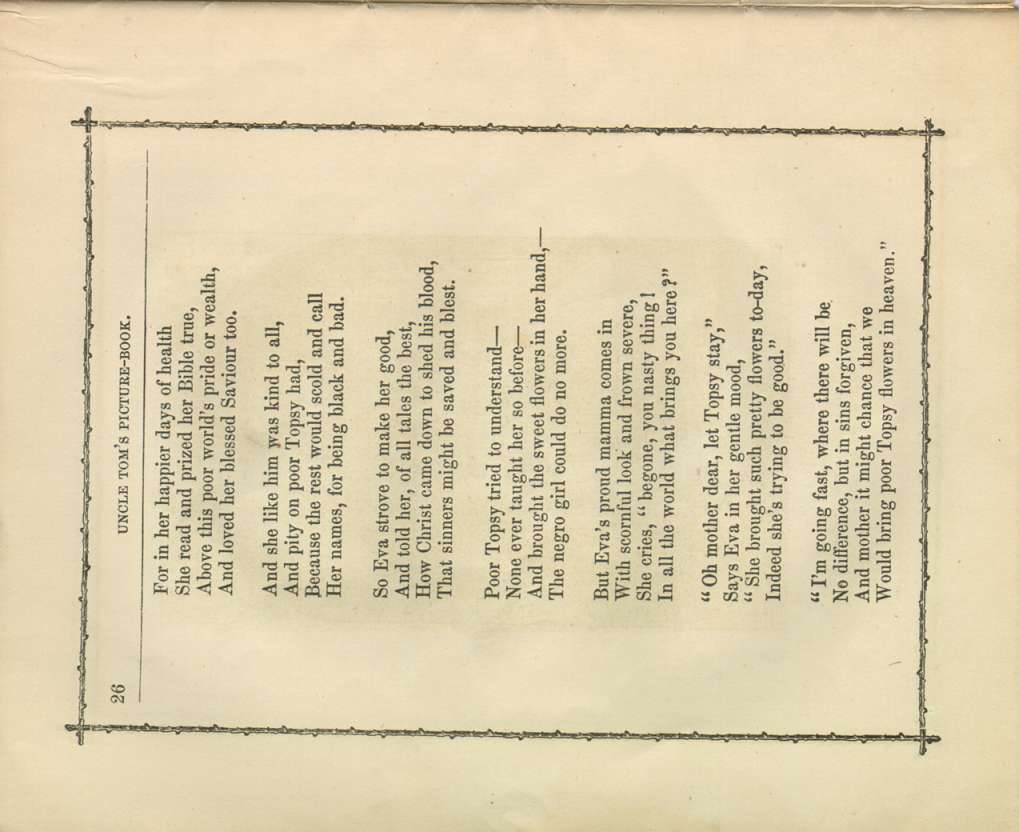 26
UNCLE TOM'S PICTURE-BOOK.
For in her happier days of health
She read and prized her Bible true,
Above this poor world's pride or wealth,
And loved her blessed Saviour too.
And she like him was kind to all,
And pity on poor Topsy had,
Because the rest would scold and call
Her names, for being black and bad.
So Eva strove to make her good,
And told her, of all tales the best,
How Christ came down to shed his blood,
That sinners might be saved and blest.
Poor Topsy tried to understand—
None ever taught her so before—
And brought the sweet flowers in her hand,—
The negro girl could do no more.
But Eva's proud mamma comes in
With scornful look and frown severe,
She cries, “ begone, you nasty thing!
In all the world what brings you here?”
“ Oh mother dear, let Topsy stay,”
Says Eva in her gentle mood,
“ She brought such pretty flowers to-day,
Indeed she's trying to be good.”
“ I'm going fast, where there will be
No difference, but in sins forgiven,
And mother it might chance that we
Would bring poor Topsy flowers in heaven.”